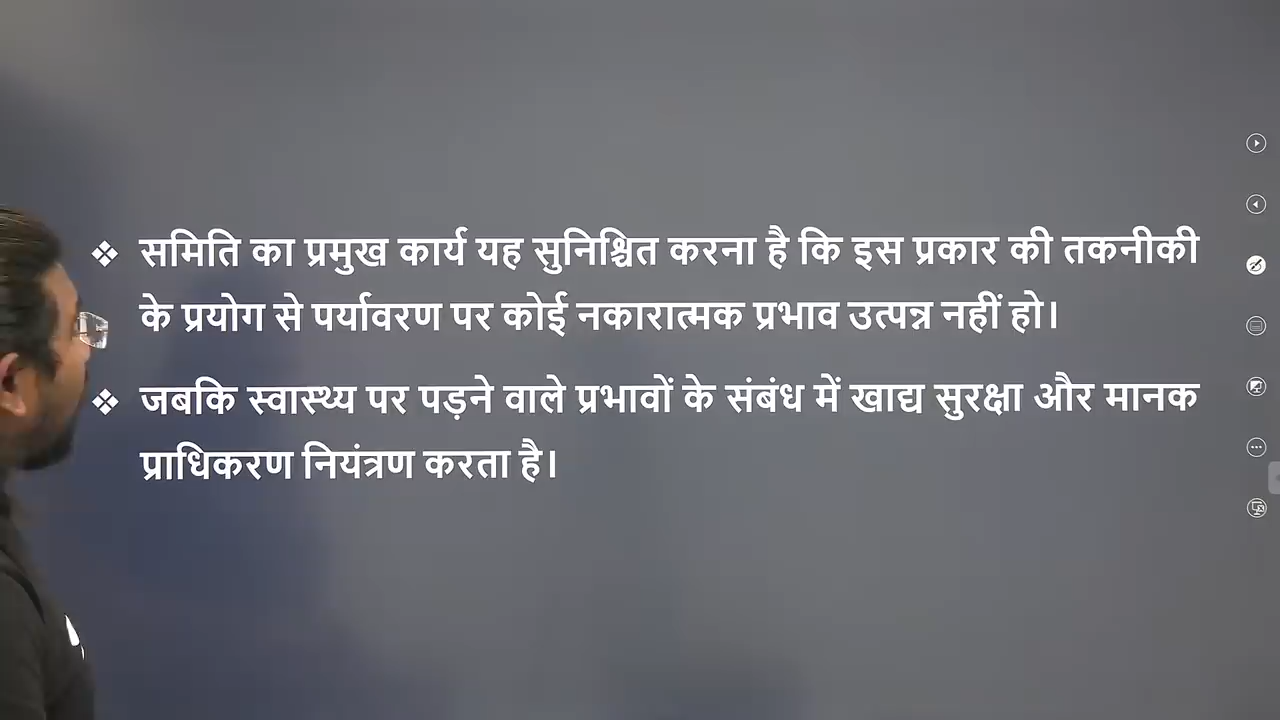 ❖ समिति का प्रमुख कार्य यह सुनिश्चित करना है कि इस प्रकार की तकनीकी
के प्रयोग से पर्यावरण पर कोई नकारात्मक प्रभाव उत्पन्न नहीं हो।
❖ जबकि स्वास्थ्य पर पड़ने वाले प्रभावों के संबंध में खाद्य सुरक्षा और मानक
प्राधिकरण नियंत्रण करता है।